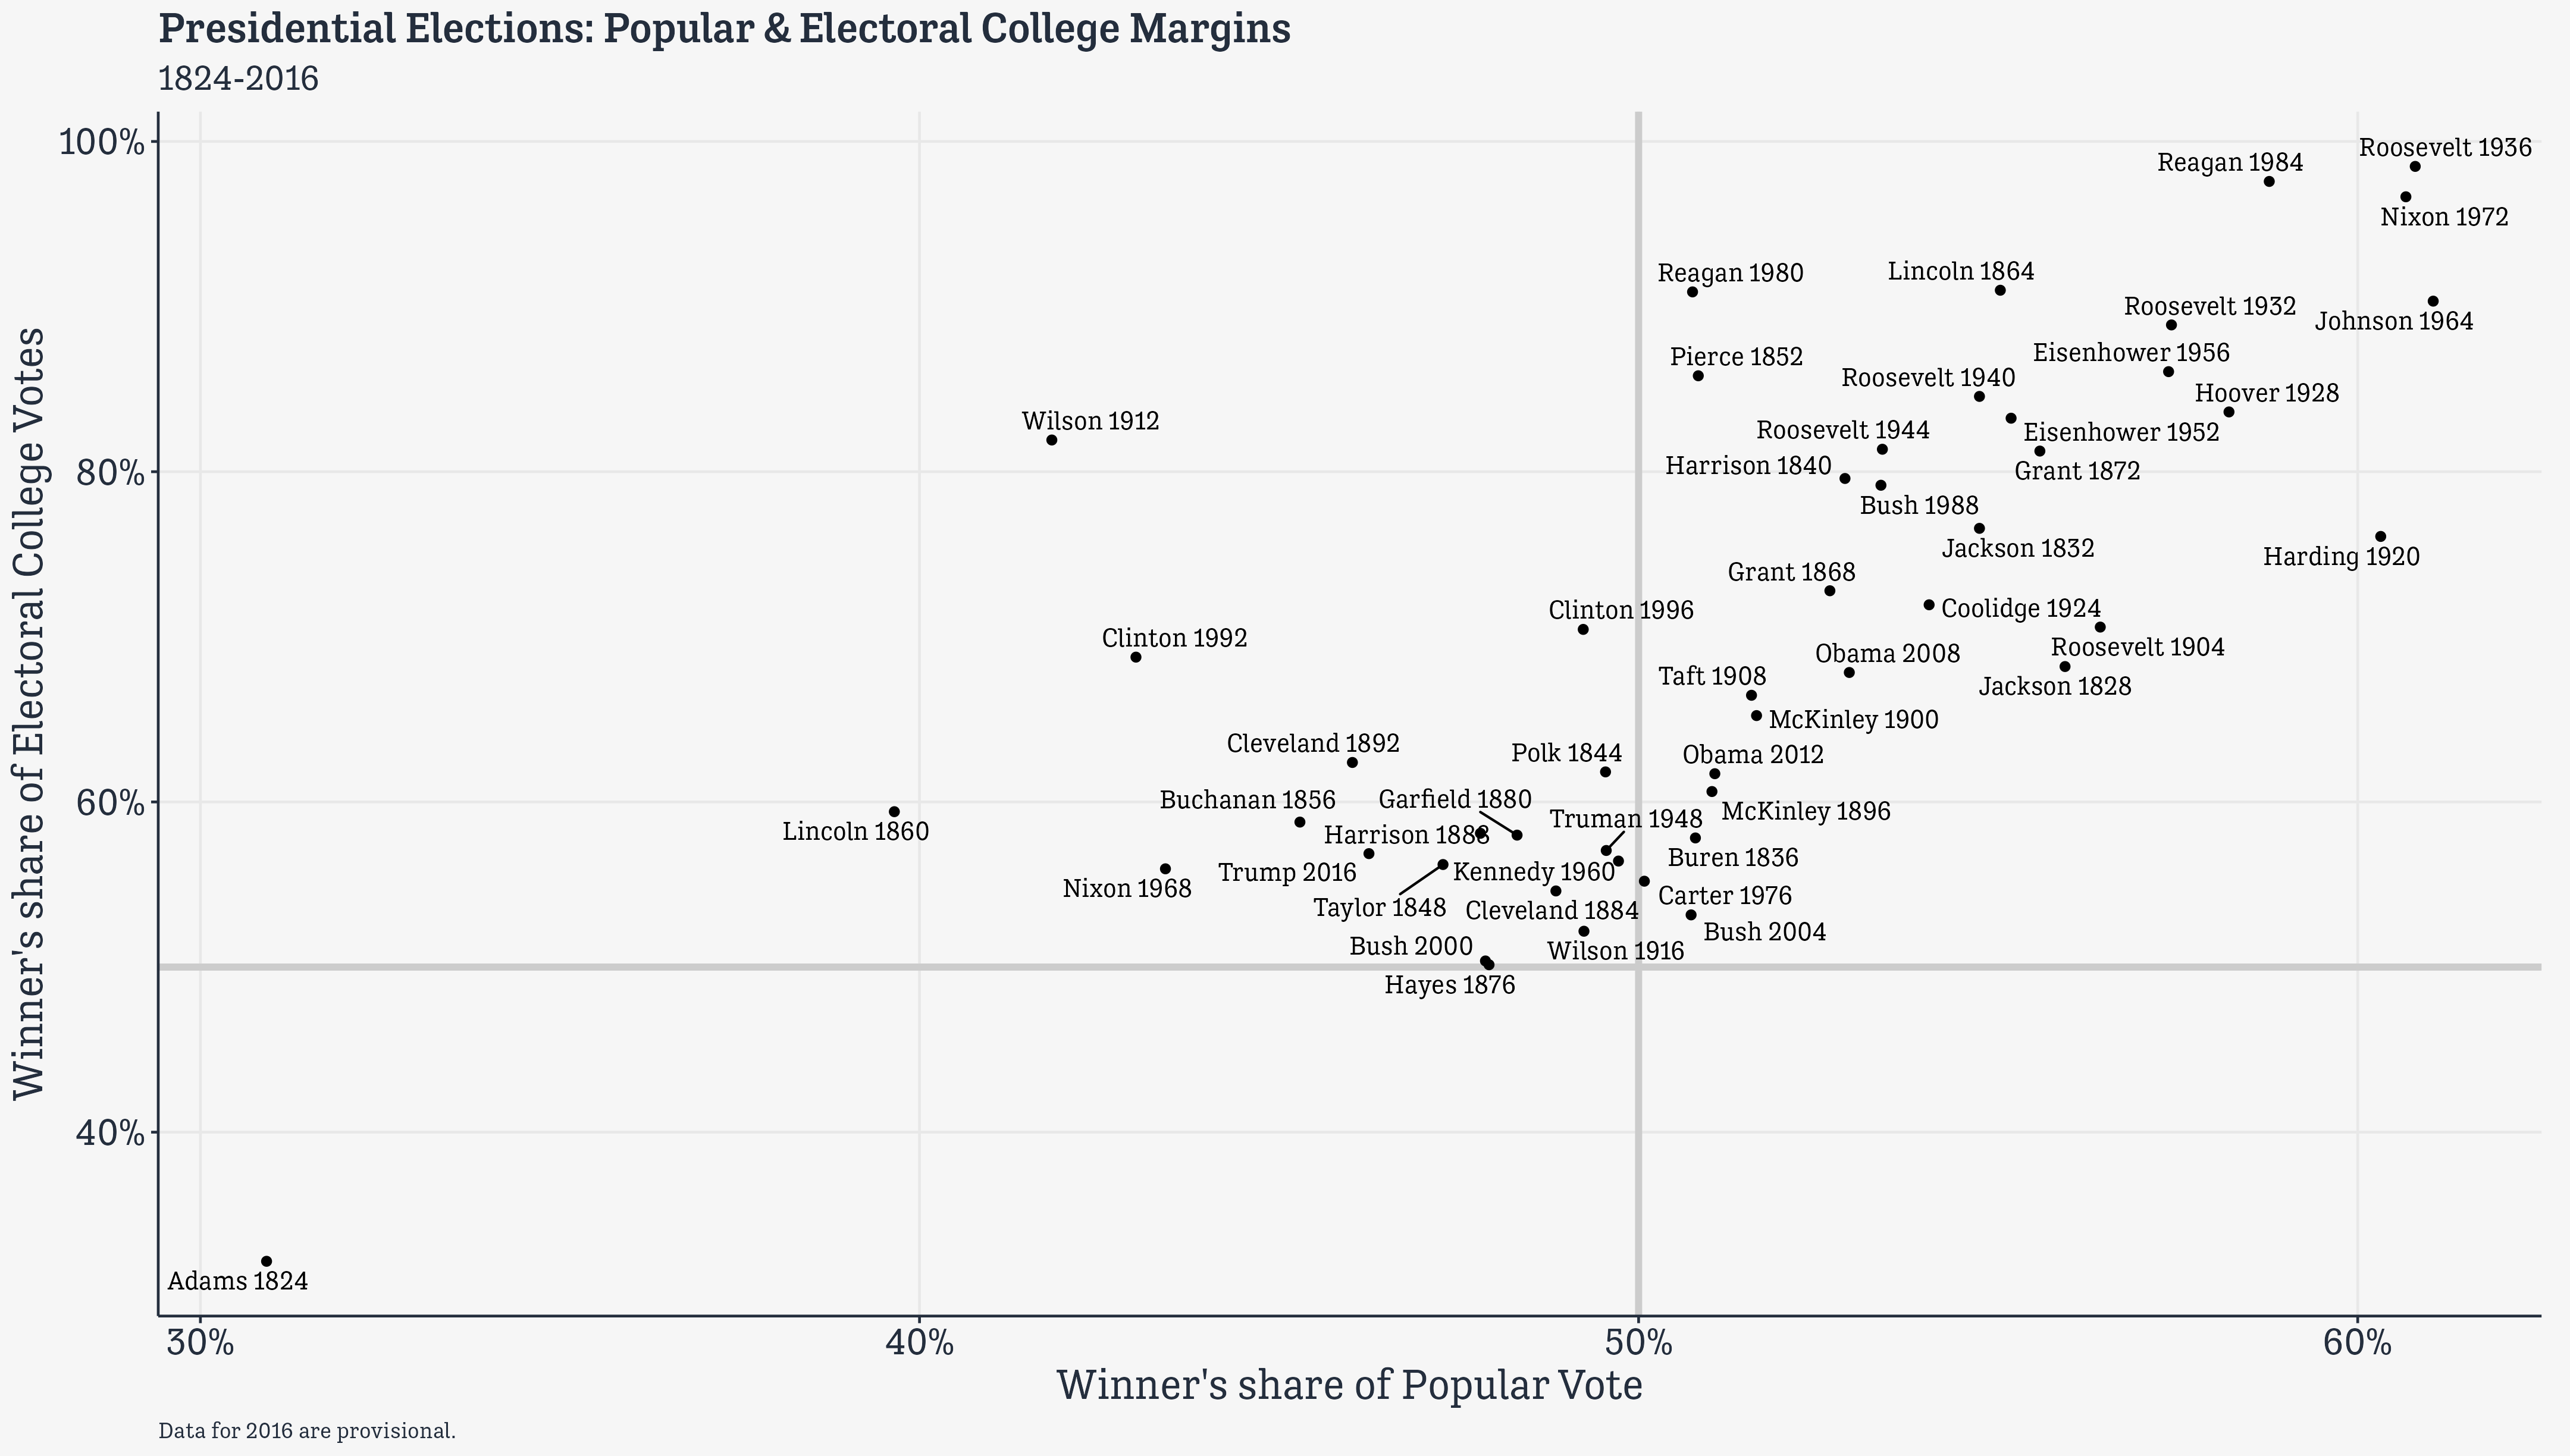 Presidential Elections: Popular & Electoral College Margins
1824-2016
Winner's share of Electoral College Votes
100%
80%
60%
40%
Roosevelt 1936
Reagan 1984
Nixon 1972
Reagan 1980
Lincoln 1864
Roosevelt 1932
Johnson 1964
Eisenhower 1956
Pierce 1852
Roosevelt 1940
Hoover 1928
Wilson 1912
Roosevelt 1944
Eisenhower 1952
Harrison 1840
Grant 1872
Bush 1988
Jackson 1832
Harding 1920
Grant 1868
Clinton 1996
Coolidge 1924
Clinton 1992
Roosevelt 1904
Obama 2008
Taft 1908
Jackson 1828
McKinley 1900
Cleveland 1892
Polk 1844
Obama 2012
Buchanan 1856
Garfield 1880
McKinley 1896
Truman 1948
Lincoln 1860
Harrison 1888
Buren 1836
Trump 2016
Kennedy 1960
Nixon 1968
Carter 1976
Taylor 1848
Cleveland 1884
Bush 2004
Bush 2000
Wilson 1916
Hayes 1876
Adams 1824
30%
40%
50%
60%
Winner's share of Popular Vote
Data for 2016 are provisional.